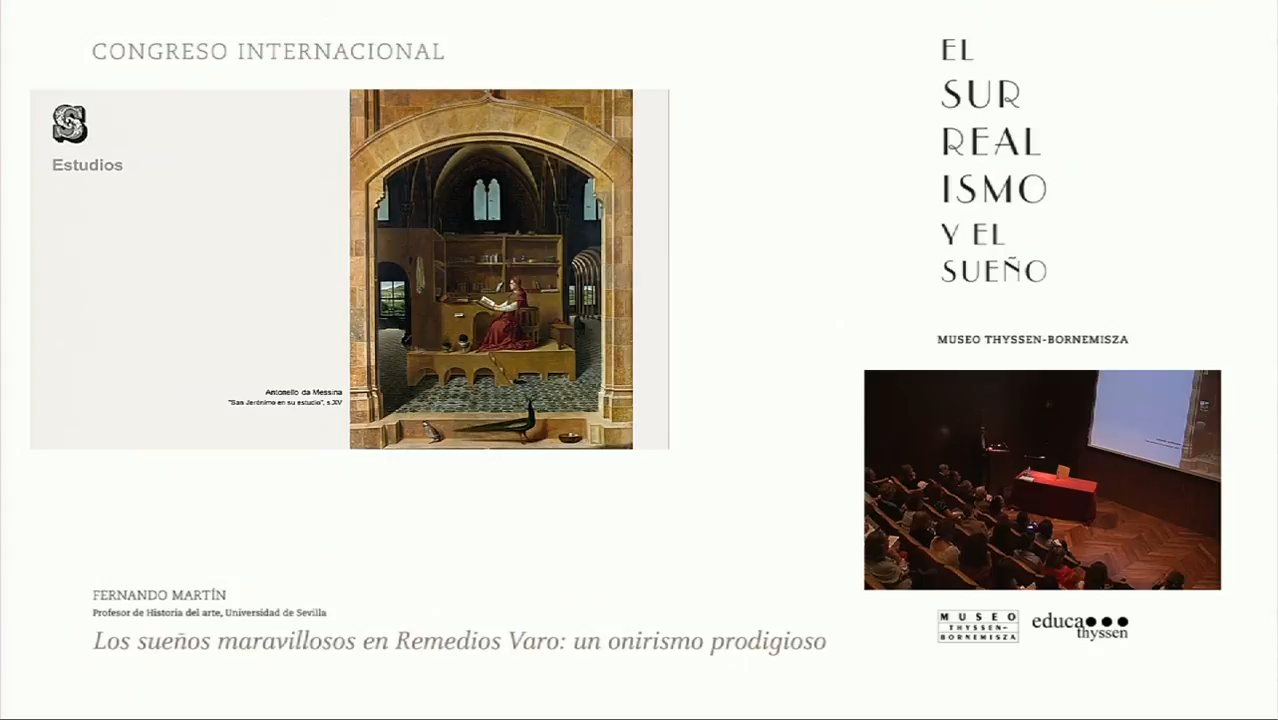 CONGRESO INTERNACIONAL
S
Estudios
Antonello da Messina
"San Jerónimo en su estudio", s.XV
EL
SUR
REAL
ISMO
Y EL
SUEÑO
MUSEO THYSSEN-BORNEMISZA
FERNANDO MARTÍN
Profesor de Historia del arte, Universidad de Sevilla
Los sueños maravillosos en Remedios Varo: un onirismo prodigioso
MUSEO
THYSSEN-
BORNEMISZA
educa
thyssen